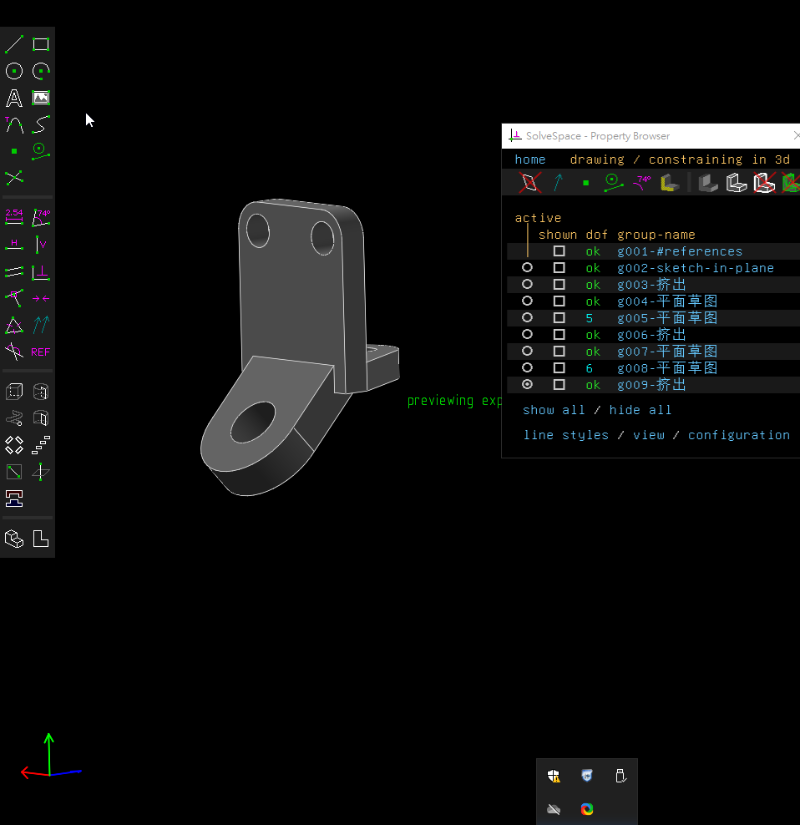 SolveSpace - Property Browser
home drawing / constraining in 3d
74°
2.54 74°
active
shown dof group-name
ok g001-#references
ok g002-sketch-in-plane
ok g003-挤出
ok g004-平面草图
5 g005-平面草图
ok g006-挤出
ok g007-平面草图
6 g008-平面草图
ok g009-挤出
show all / hide all
line styles / view / configuration
previewing exp
H V
REF